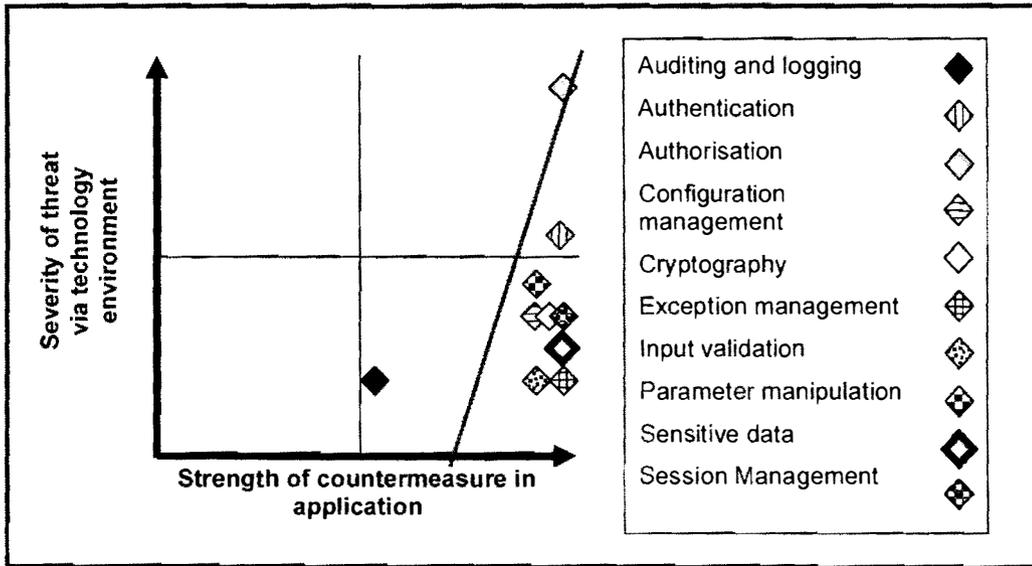 Severity of threat
via technology
environment
Strength of countermeasure in
application
Auditing and logging
Authentication
Authorisation
Configuration
management
Cryptography
Exception management
Input validation
Parameter manipulation
Sensitive data
Session Management